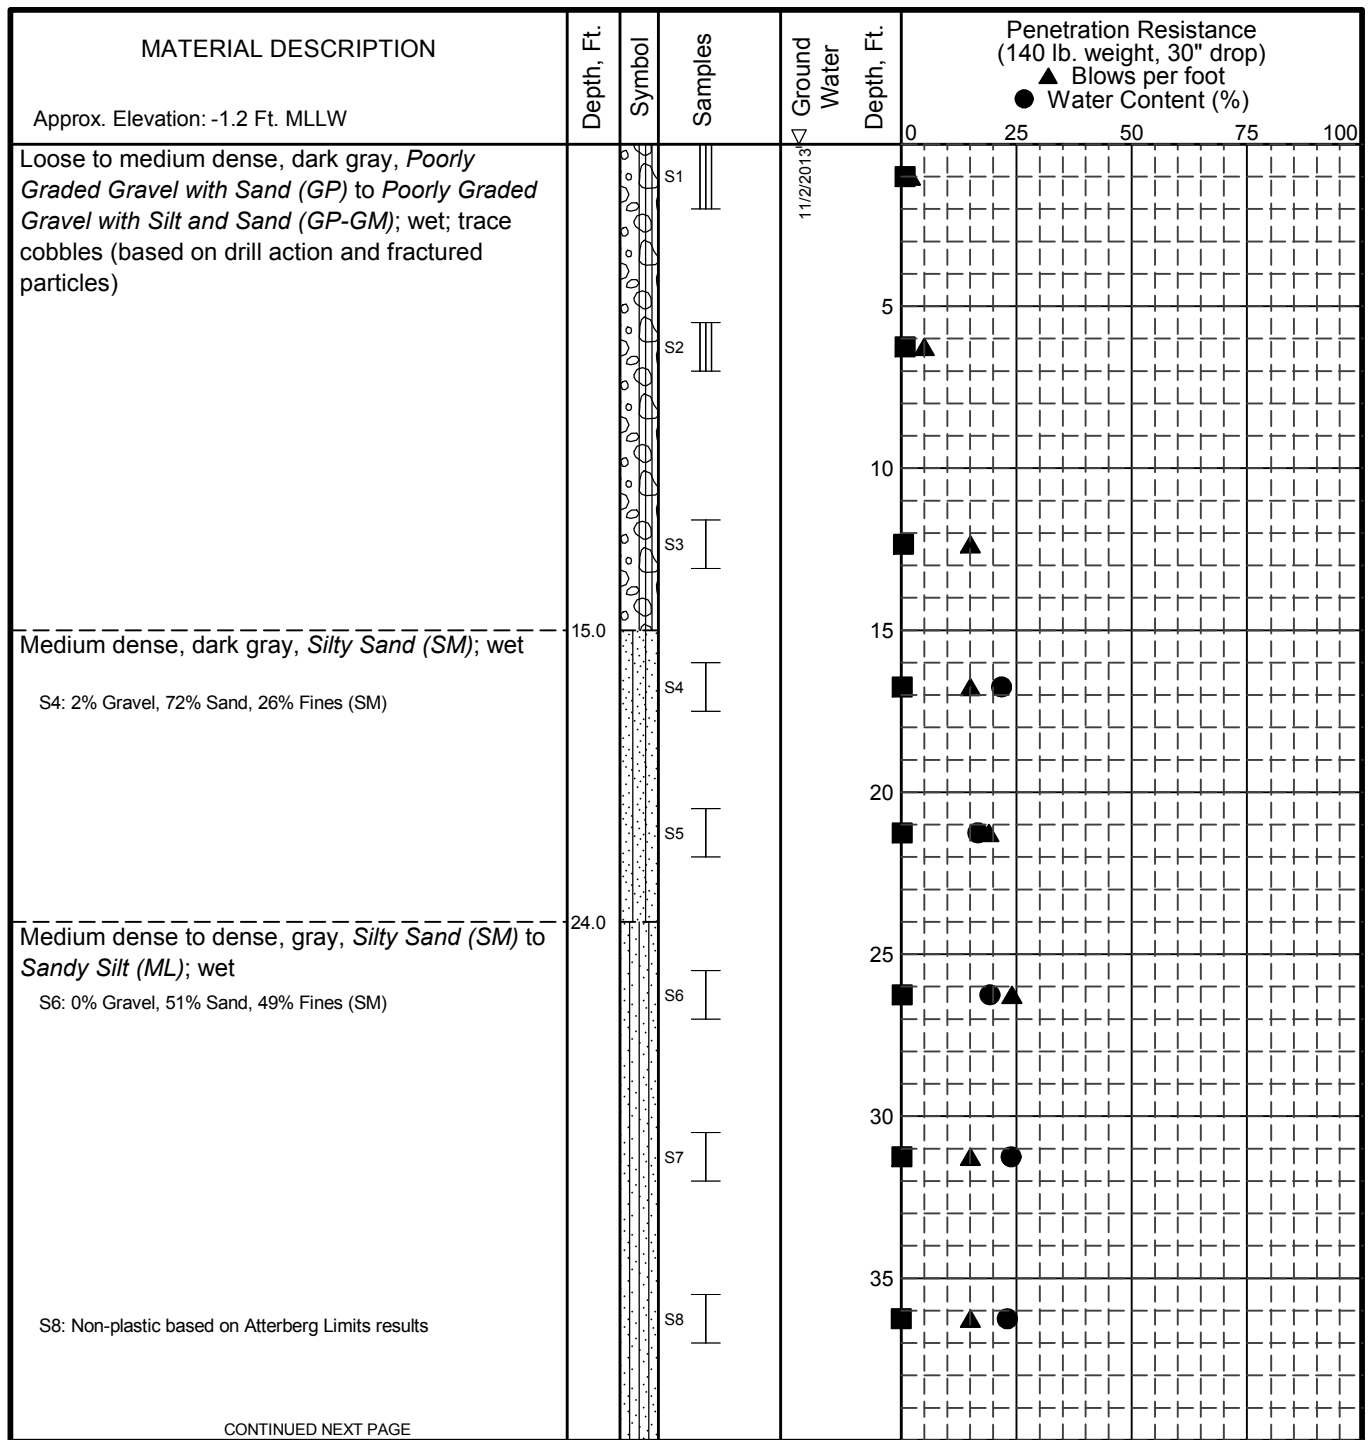 MATERIAL DESCRIPTION
Approx. Elevation: -1.2 Ft. MLLW
Depth, Ft.
Symbol
Samples
Ground
Water
Depth, Ft.
Penetration Resistance
(140 lb. weight, 30" drop)
▲ Blows per foot
● Water Content (%)
0 25 50 75 100
Loose to medium dense, dark gray, Poorly
Graded Gravel with Sand (GP) to Poorly Graded
Gravel with Silt and Sand (GP-GM); wet; trace
cobbles (based on drill action and fractured
particles)
S1
11/2/2013
5
S2
10
S3
15.0
15
Medium dense, dark gray, Silty Sand (SM); wet
S4: 2% Gravel, 72% Sand, 26% Fines (SM)
S4
20
S5
24.0
Medium dense to dense, gray, Silty Sand (SM) to
Sandy Silt (ML); wet
25
S6: 0% Gravel, 51% Sand, 49% Fines (SM)
S6
30
S7
35
S8: Non-plastic based on Atterberg Limits results
S8
CONTINUED NEXT PAGE